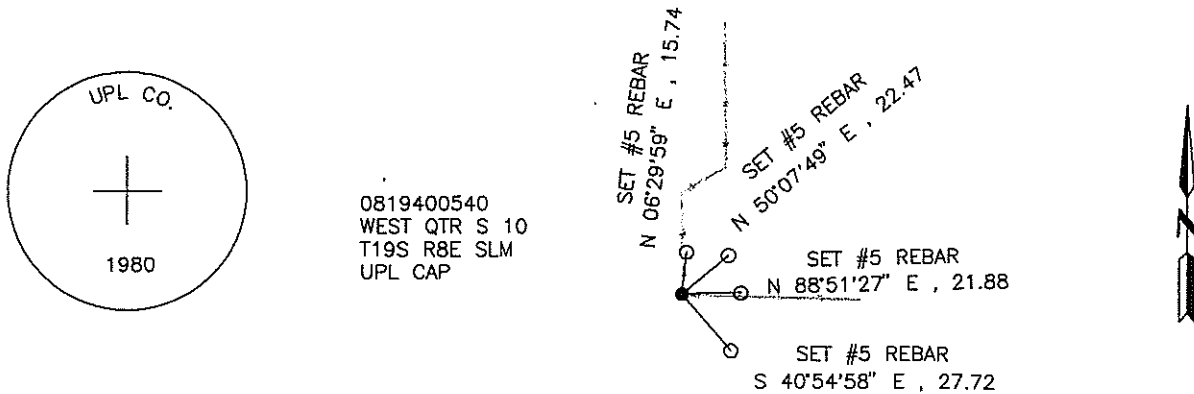 UPL CO.
1980
0819400540
WEST QTR S 10
T19S R8E SLM
UPL CAP
SET #5 REBAR
N 06°29'59" E , 15.74
SET #5 REBAR
N 50°07'49" E , 22.47
SET #5 REBAR
N 88°51'27" E , 21.88
SET #5 REBAR
S 40°54'58" E , 27.72
N